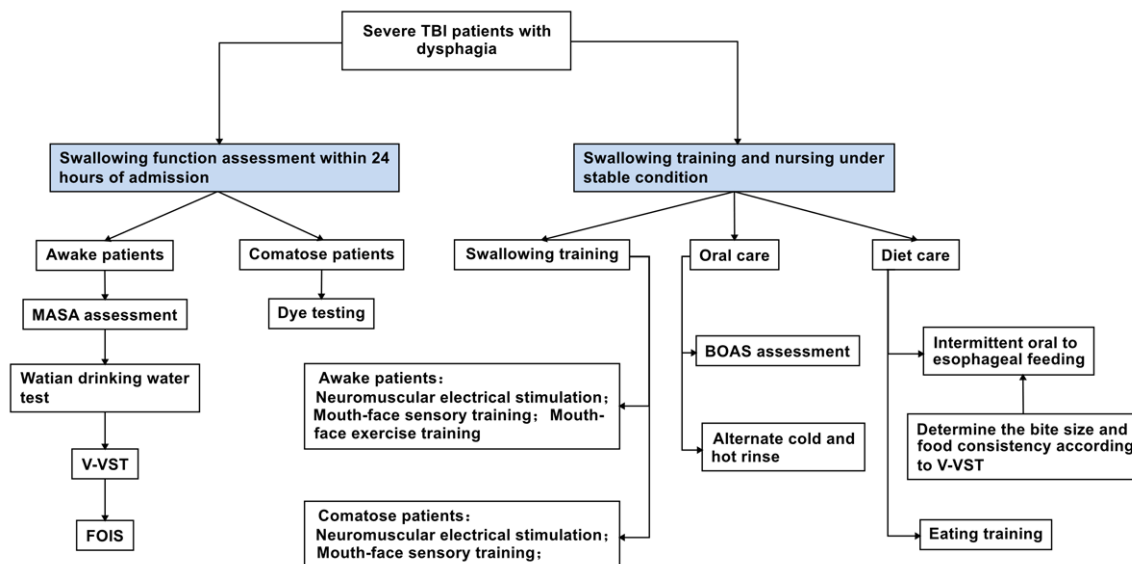 Severe TBI patients with
dysphagia
Swallowing function assessment within 24
hours of admission
Swallowing training and nursing under
stable condition
Awake patients
Comatose patients
Swallowing training
Oral care
Diet care
MASA assessment
Dye testing
Watian drinking water
test
V-VST
FOIS
Awake patients：
Neuromuscular electrical stimulation；
Mouth-face sensory training； Mouth-
face exercise training
Comatose patients：
Neuromuscular electrical stimulation；
Mouth-face sensory training；
BOAS assessment
Alternate cold and
hot rinse
Intermittent oral to
esophageal feeding
Determine the bite size and
food consistency according
to V-VST
Eating training